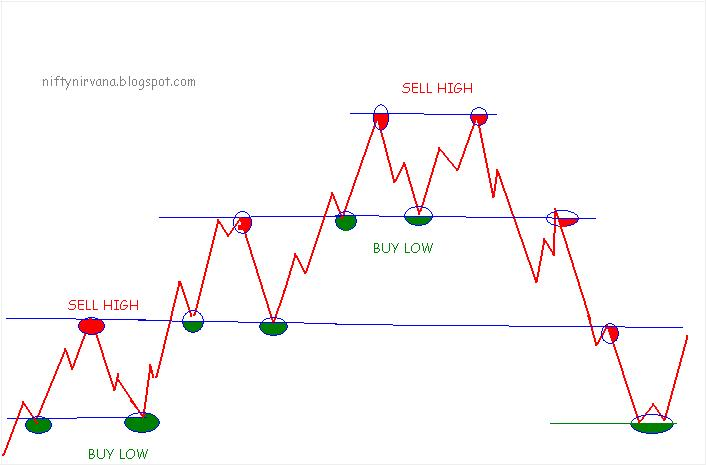 niftynirvana.blogspot.com
SELL HIGH
BUY LOW
SELL HIGH
BUY LOW